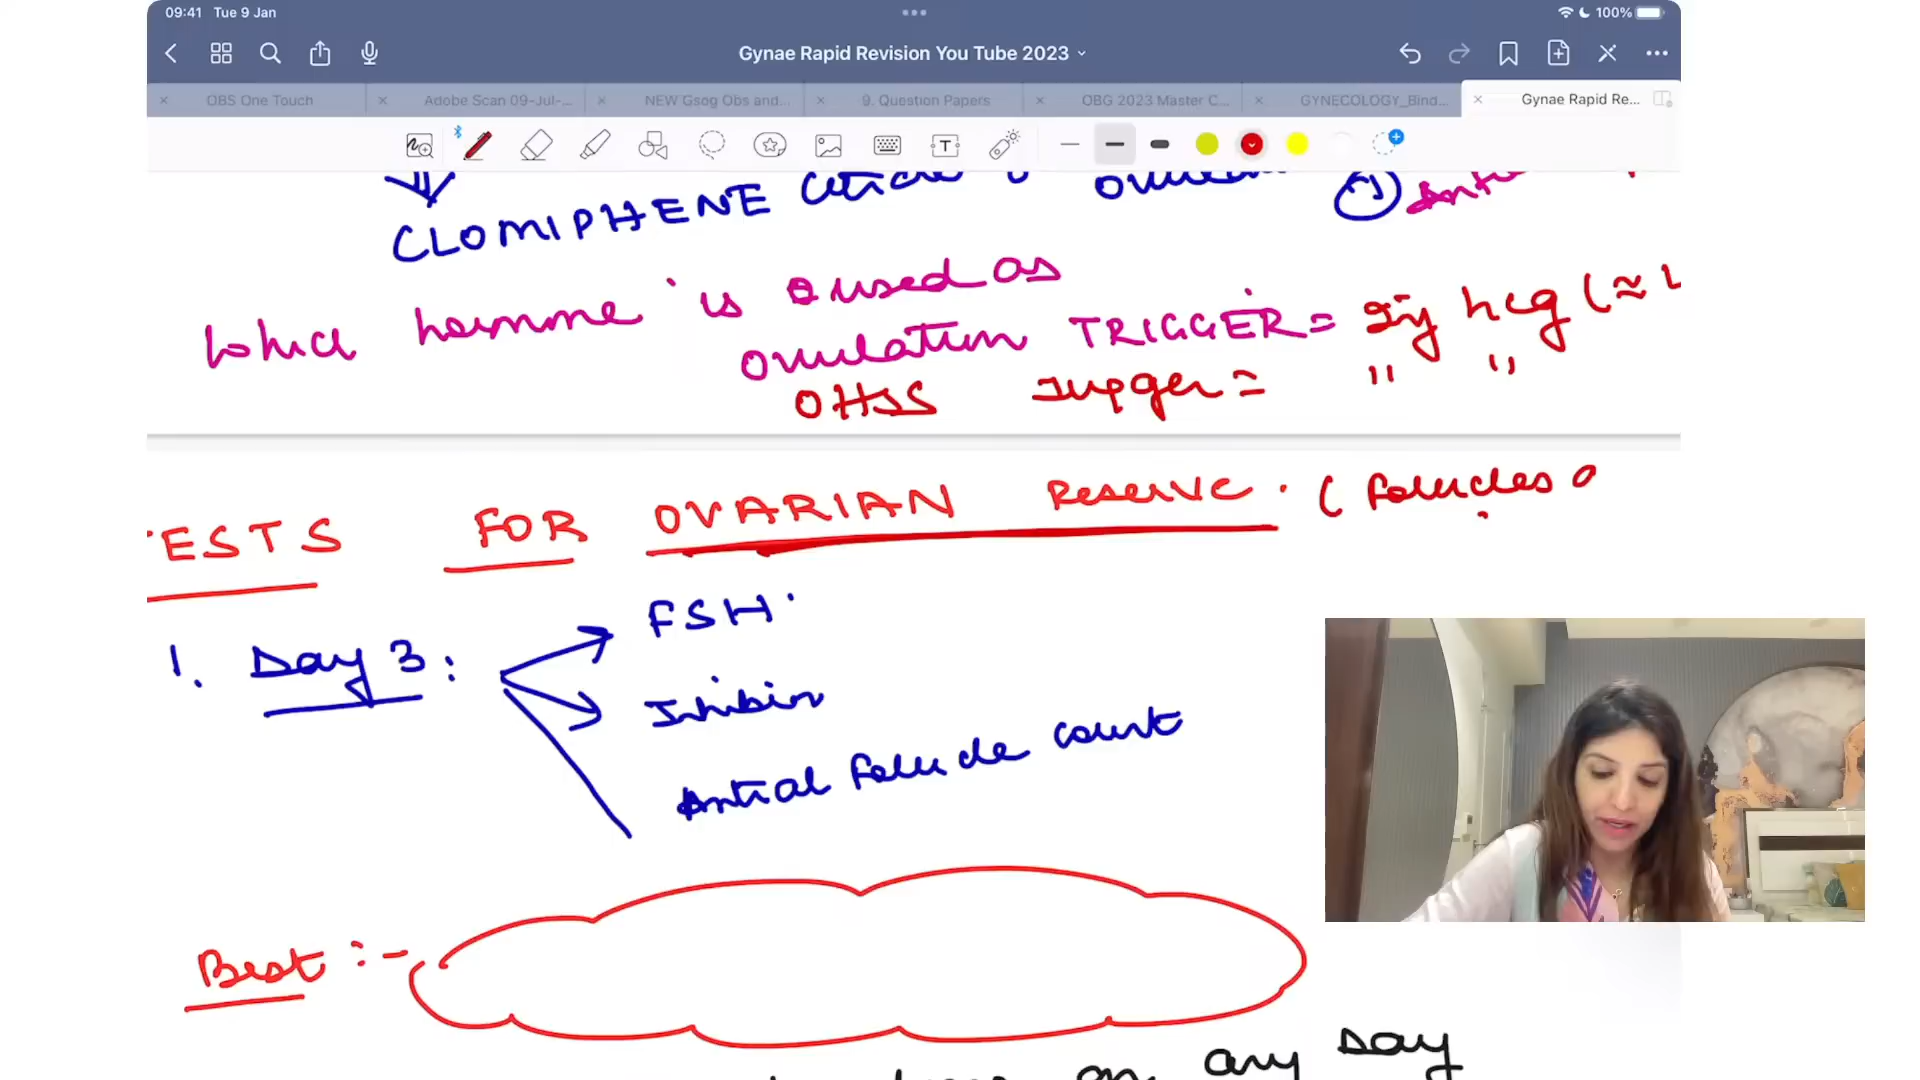 09:41 Tue 9 Jan
100%
Gynae Rapid Revision You Tube 2023
OBS One Touch
Adobe Scan 09-Jul-...
NEW Gsog Obs and...
9. Question Papers
OBG 2023 Master C...
GYNECOLOGY_Bind...
Gynae Rapid Re...
CLOMIPHENE
Which hormone is used as
ovulation TRIGGER = Inj hcg (≈ L
OHSS Trigger = " "
TESTS FOR OVARIAN Reserve. ( Follicles O
1. Day 3 :
FSH
Inhibin
Antral follicle count
Best :-
on any Day